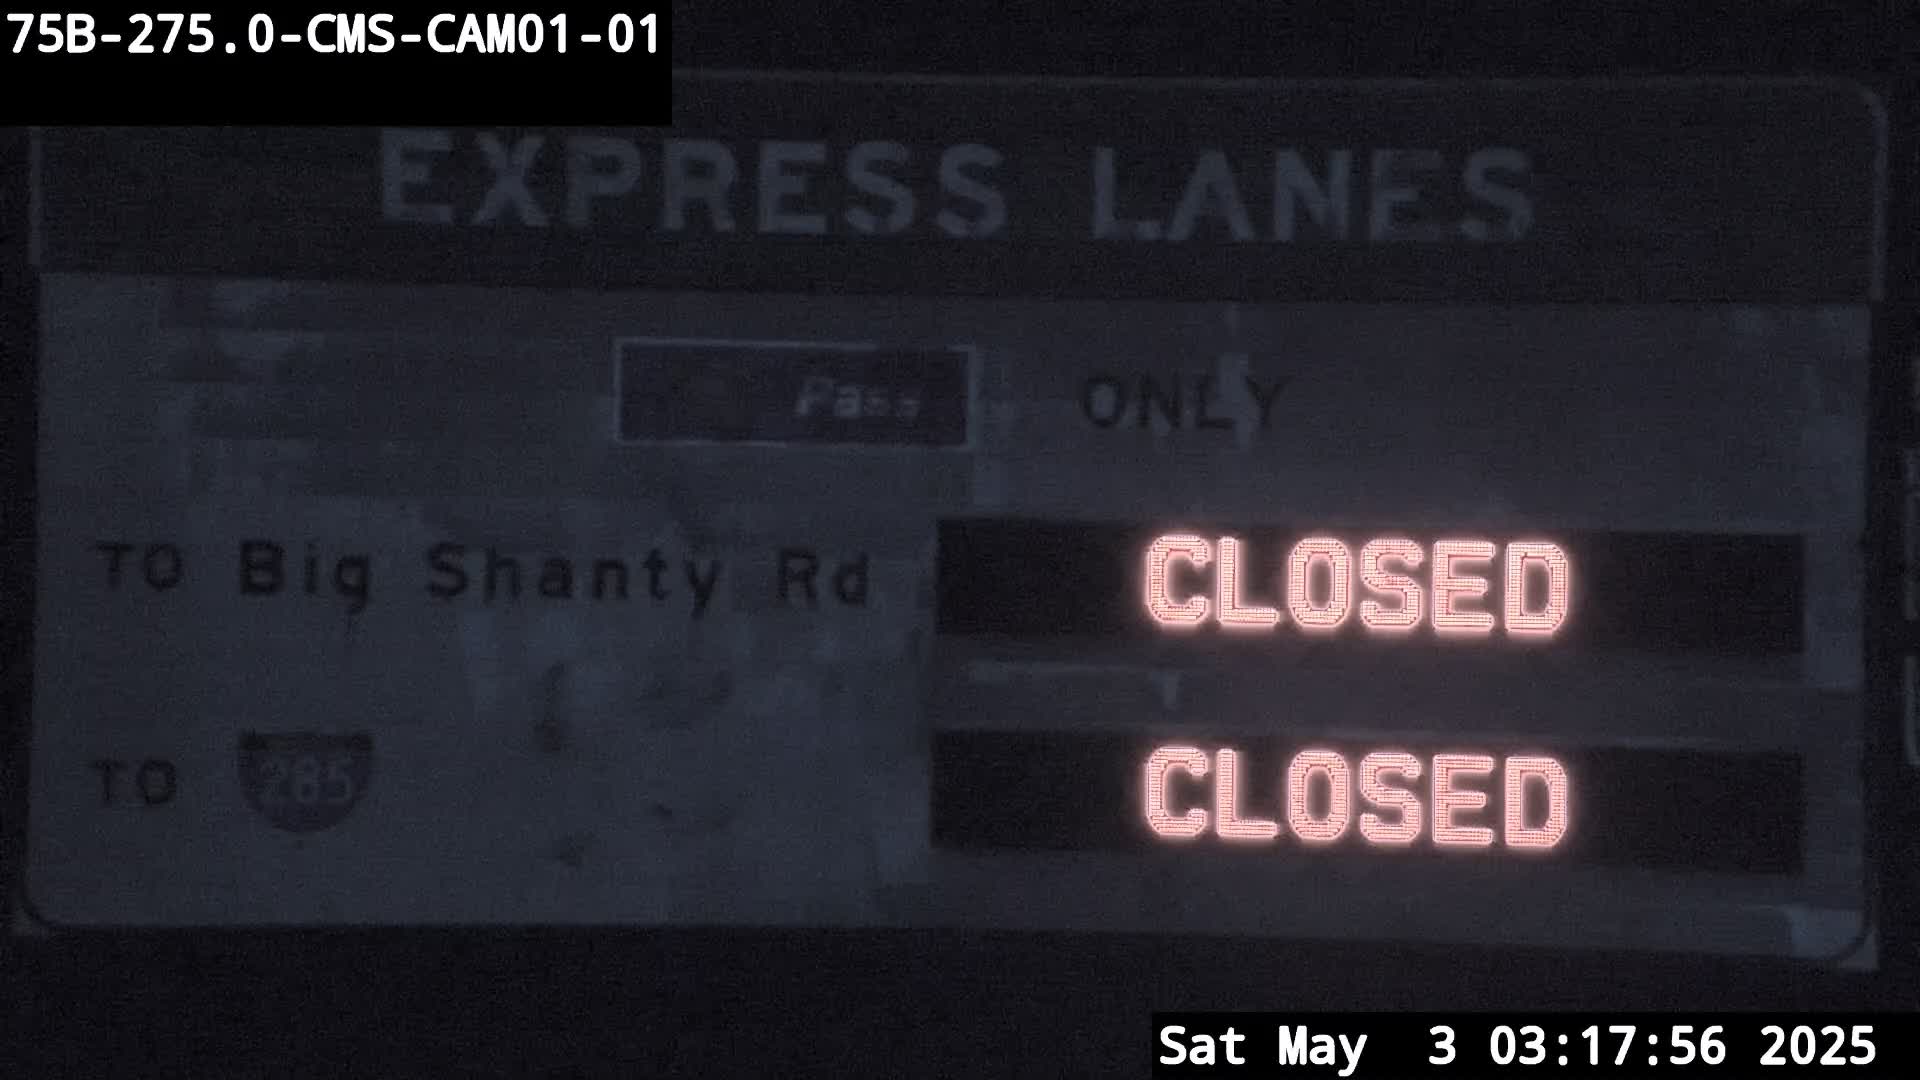 75B-275.0-CMS-CAM01-01
EXPRESS LANES
Pass ONLY
TO Big Shanty Rd CLOSED
TO 285 CLOSED
Sat May 3 03:17:56 2025